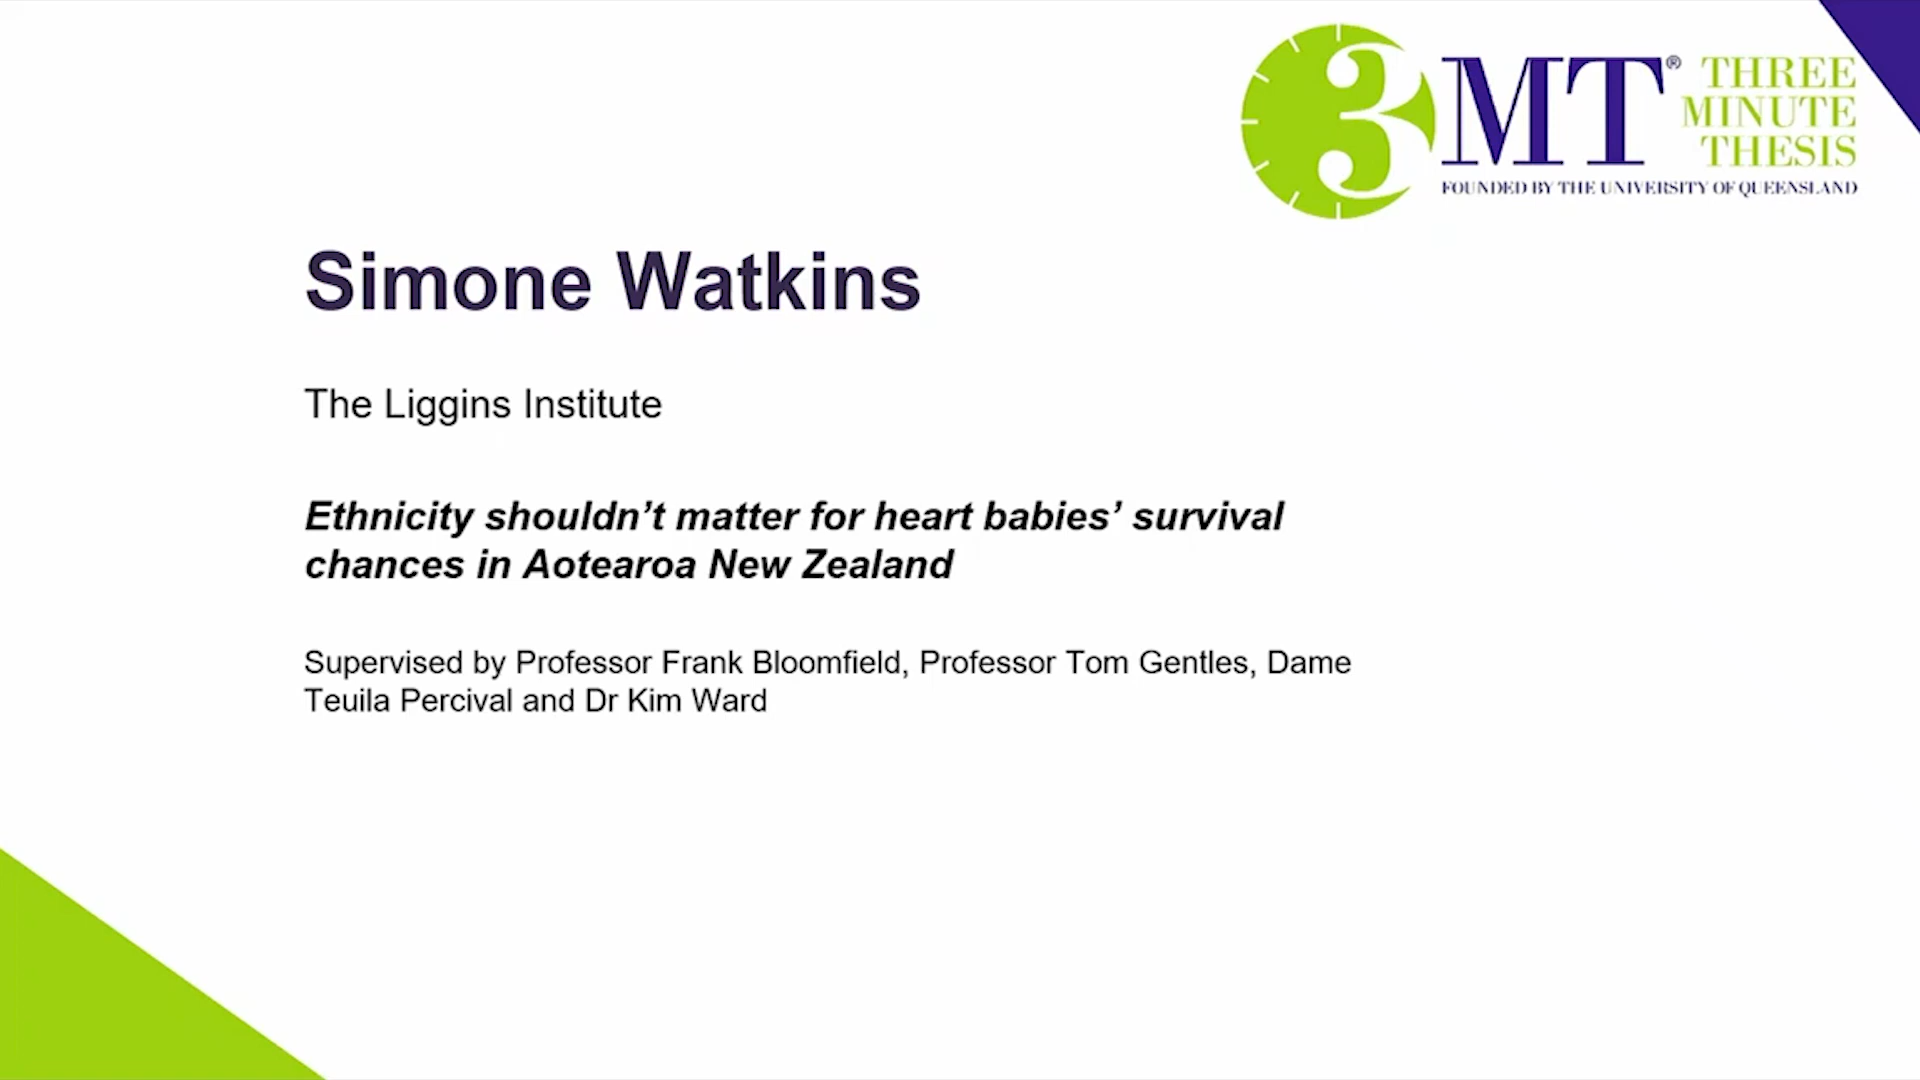 3MT® THREE
MINUTE
THESIS
FOUNDED BY THE UNIVERSITY OF QUEENSLAND
Simone Watkins
The Liggins Institute
Ethnicity shouldn’t matter for heart babies’ survival
chances in Aotearoa New Zealand
Supervised by Professor Frank Bloomfield, Professor Tom Gentles, Dame
Teuila Percival and Dr Kim Ward